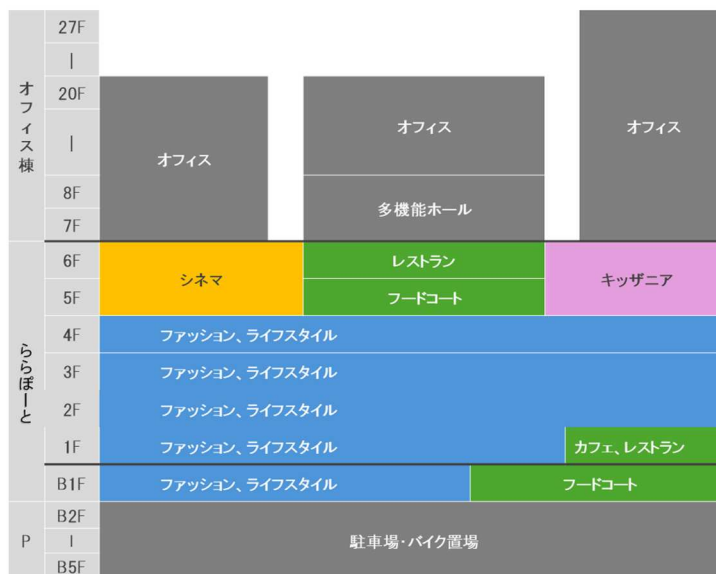 27F
|
20F
|
8F
7F
オフィス棟
オフィス
オフィス
オフィス
多機能ホール
6F
5F
シネマ
レストラン
フードコート
キッザニア
ららぽーと
4F ファッション、ライフスタイル
3F ファッション、ライフスタイル
2F ファッション、ライフスタイル
1F ファッション、ライフスタイル カフェ、レストラン
B1F ファッション、ライフスタイル フードコート
P
B2F
|
B5F
駐車場・バイク置場